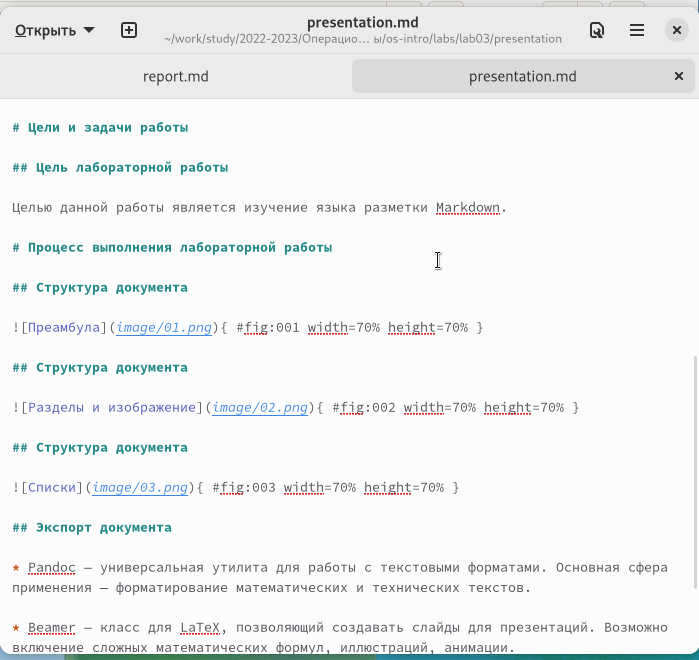 Открыть
presentation.md
~/work/study/2022-2023/Операцио… ы/os-intro/labs/lab03/presentation
report.md
presentation.md
# Цели и задачи работы
## Цель лабораторной работы
Целью данной работы является изучение языка разметки Markdown.
# Процесс выполнения лабораторной работы
## Структура документа
![Преамбула](image/01.png){ #fig:001 width=70% height=70% }
## Структура документа
![Разделы и изображение](image/02.png){ #fig:002 width=70% height=70% }
## Структура документа
![Списки](image/03.png){ #fig:003 width=70% height=70% }
## Экспорт документа
* Pandoc — универсальная утилита для работы с текстовыми форматами. Основная сфера
применения — форматирование математических и технических текстов.
* Beamer — класс для LaTeX, позволяющий создавать слайды для презентаций. Возможно
включение сложных математических формул, иллюстраций, анимации.